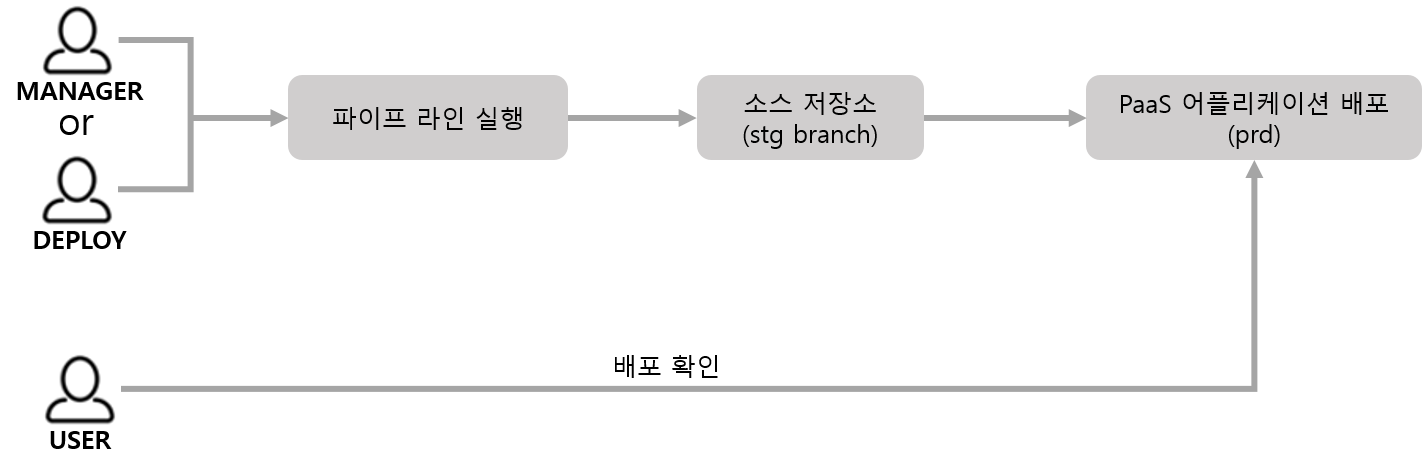 MANAGER
or
DEPLOY
파이프 라인 실행
소스 저장소
(stg branch)
PaaS 어플리케이션 배포
(prd)
배포 확인
USER